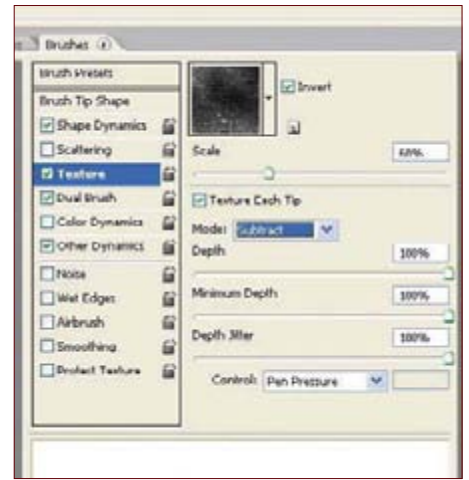 Brushes
Brush Presets
Brush Tip Shape
Shape Dynamics
Scattering
Texture
Dual Brush
Color Dynamics
Other Dynamics
Noise
Wet Edges
Airbrush
Smoothing
Protect Texture
Invert
Scale
Texture Each Tip
Mode: Subtract
Depth 100%
Minimum Depth 100%
Depth Jitter 100%
Control: Pen Pressure